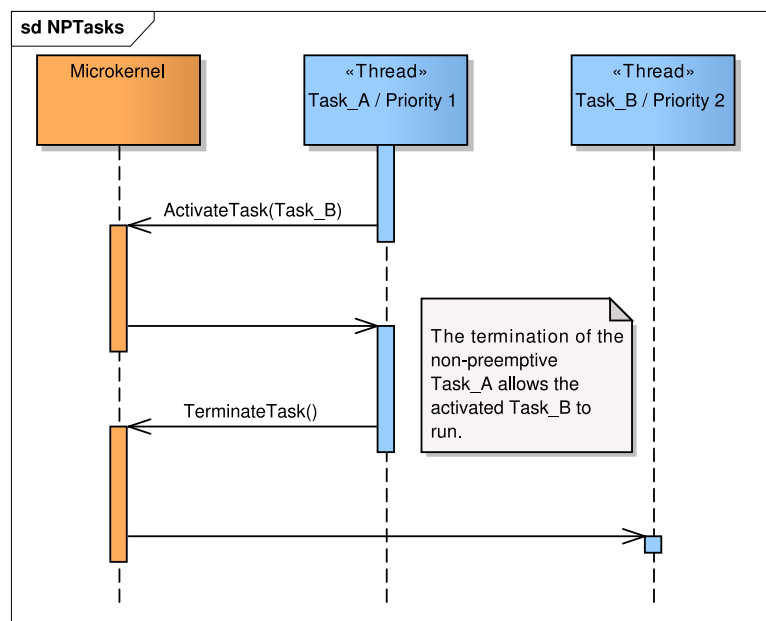 sd NPTasks
Microkernel
«Thread»
Task_A / Priority 1
«Thread»
Task_B / Priority 2
ActivateTask(Task_B)
The termination of the
non-preemptive
Task_A allows the
activated Task_B to
run.
TerminateTask()